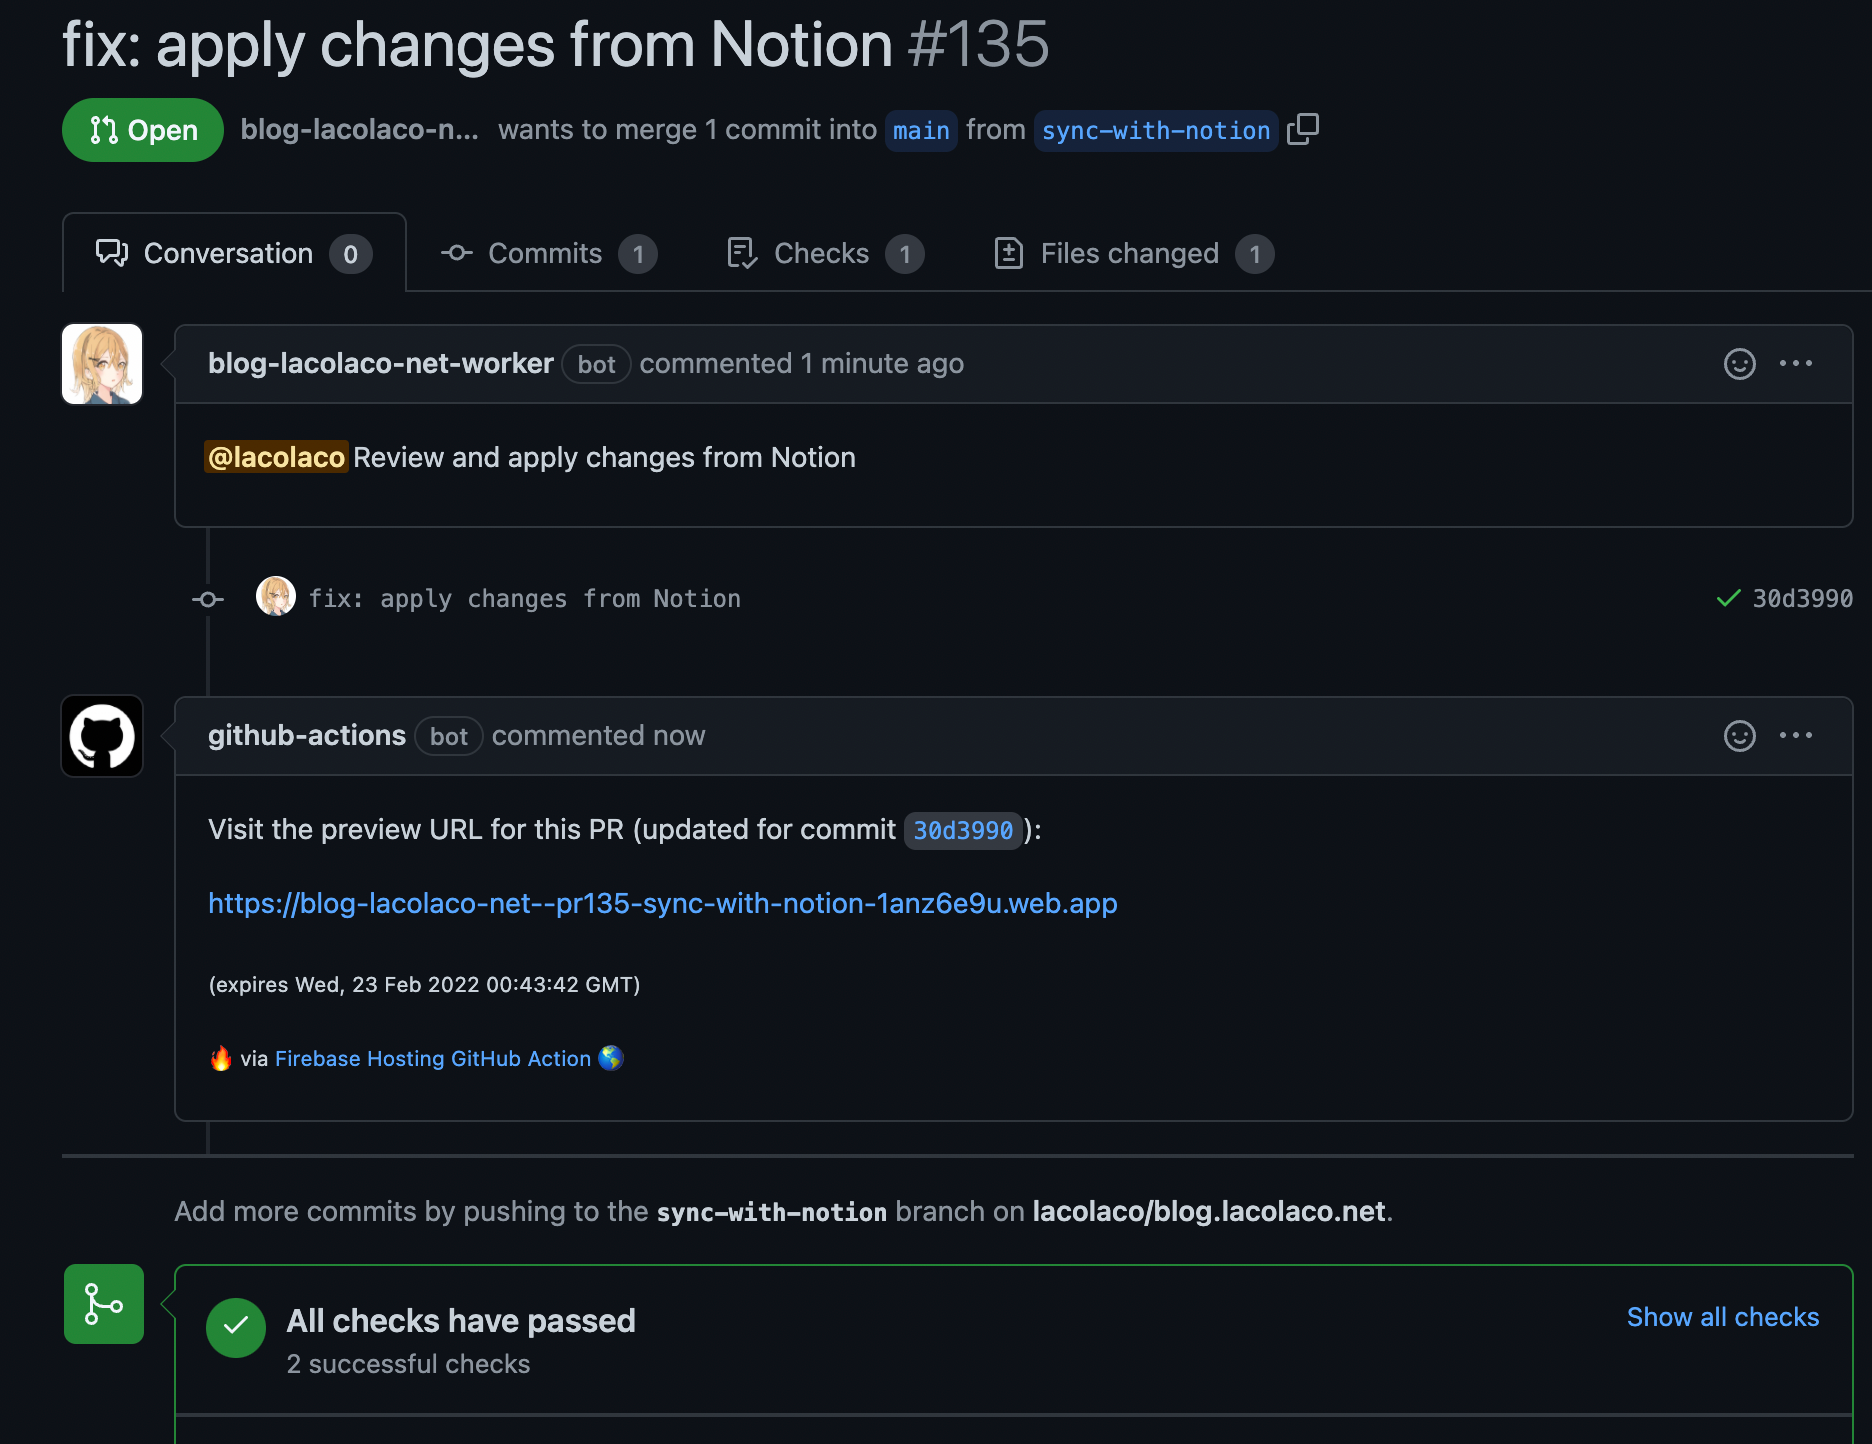 fix: apply changes from Notion #135
Open blog-lacolaco-n... wants to merge 1 commit into main from sync-with-notion
Conversation 0 Commits 1 Checks 1 Files changed 1
blog-lacolaco-net-worker bot commented 1 minute ago
@lacolaco Review and apply changes from Notion
fix: apply changes from Notion 30d3990
github-actions bot commented now
Visit the preview URL for this PR (updated for commit 30d3990):
https://blog-lacolaco-net--pr135-sync-with-notion-1anz6e9u.web.app
(expires Wed, 23 Feb 2022 00:43:42 GMT)
🔥 via Firebase Hosting GitHub Action 🌎
Add more commits by pushing to the sync-with-notion branch on lacolaco/blog.lacolaco.net.
All checks have passed
Show all checks
2 successful checks